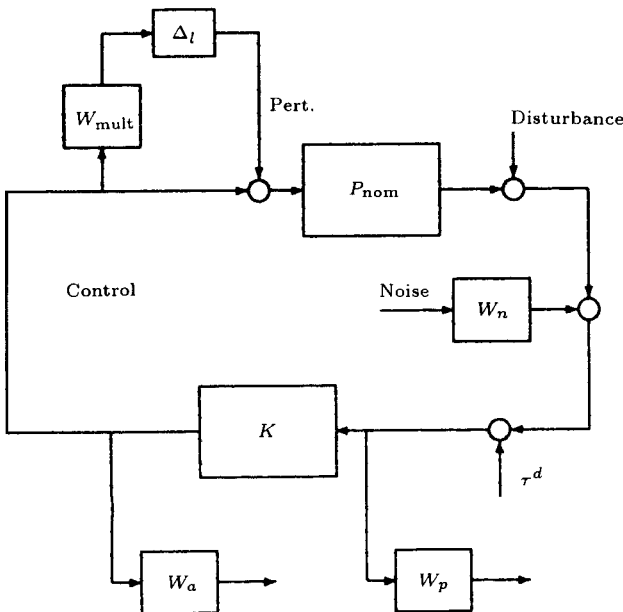 Δ_l
W_mult
Pert.
Disturbance
P_nom
Control
Noise
W_n
K
τ^d
W_a
W_p